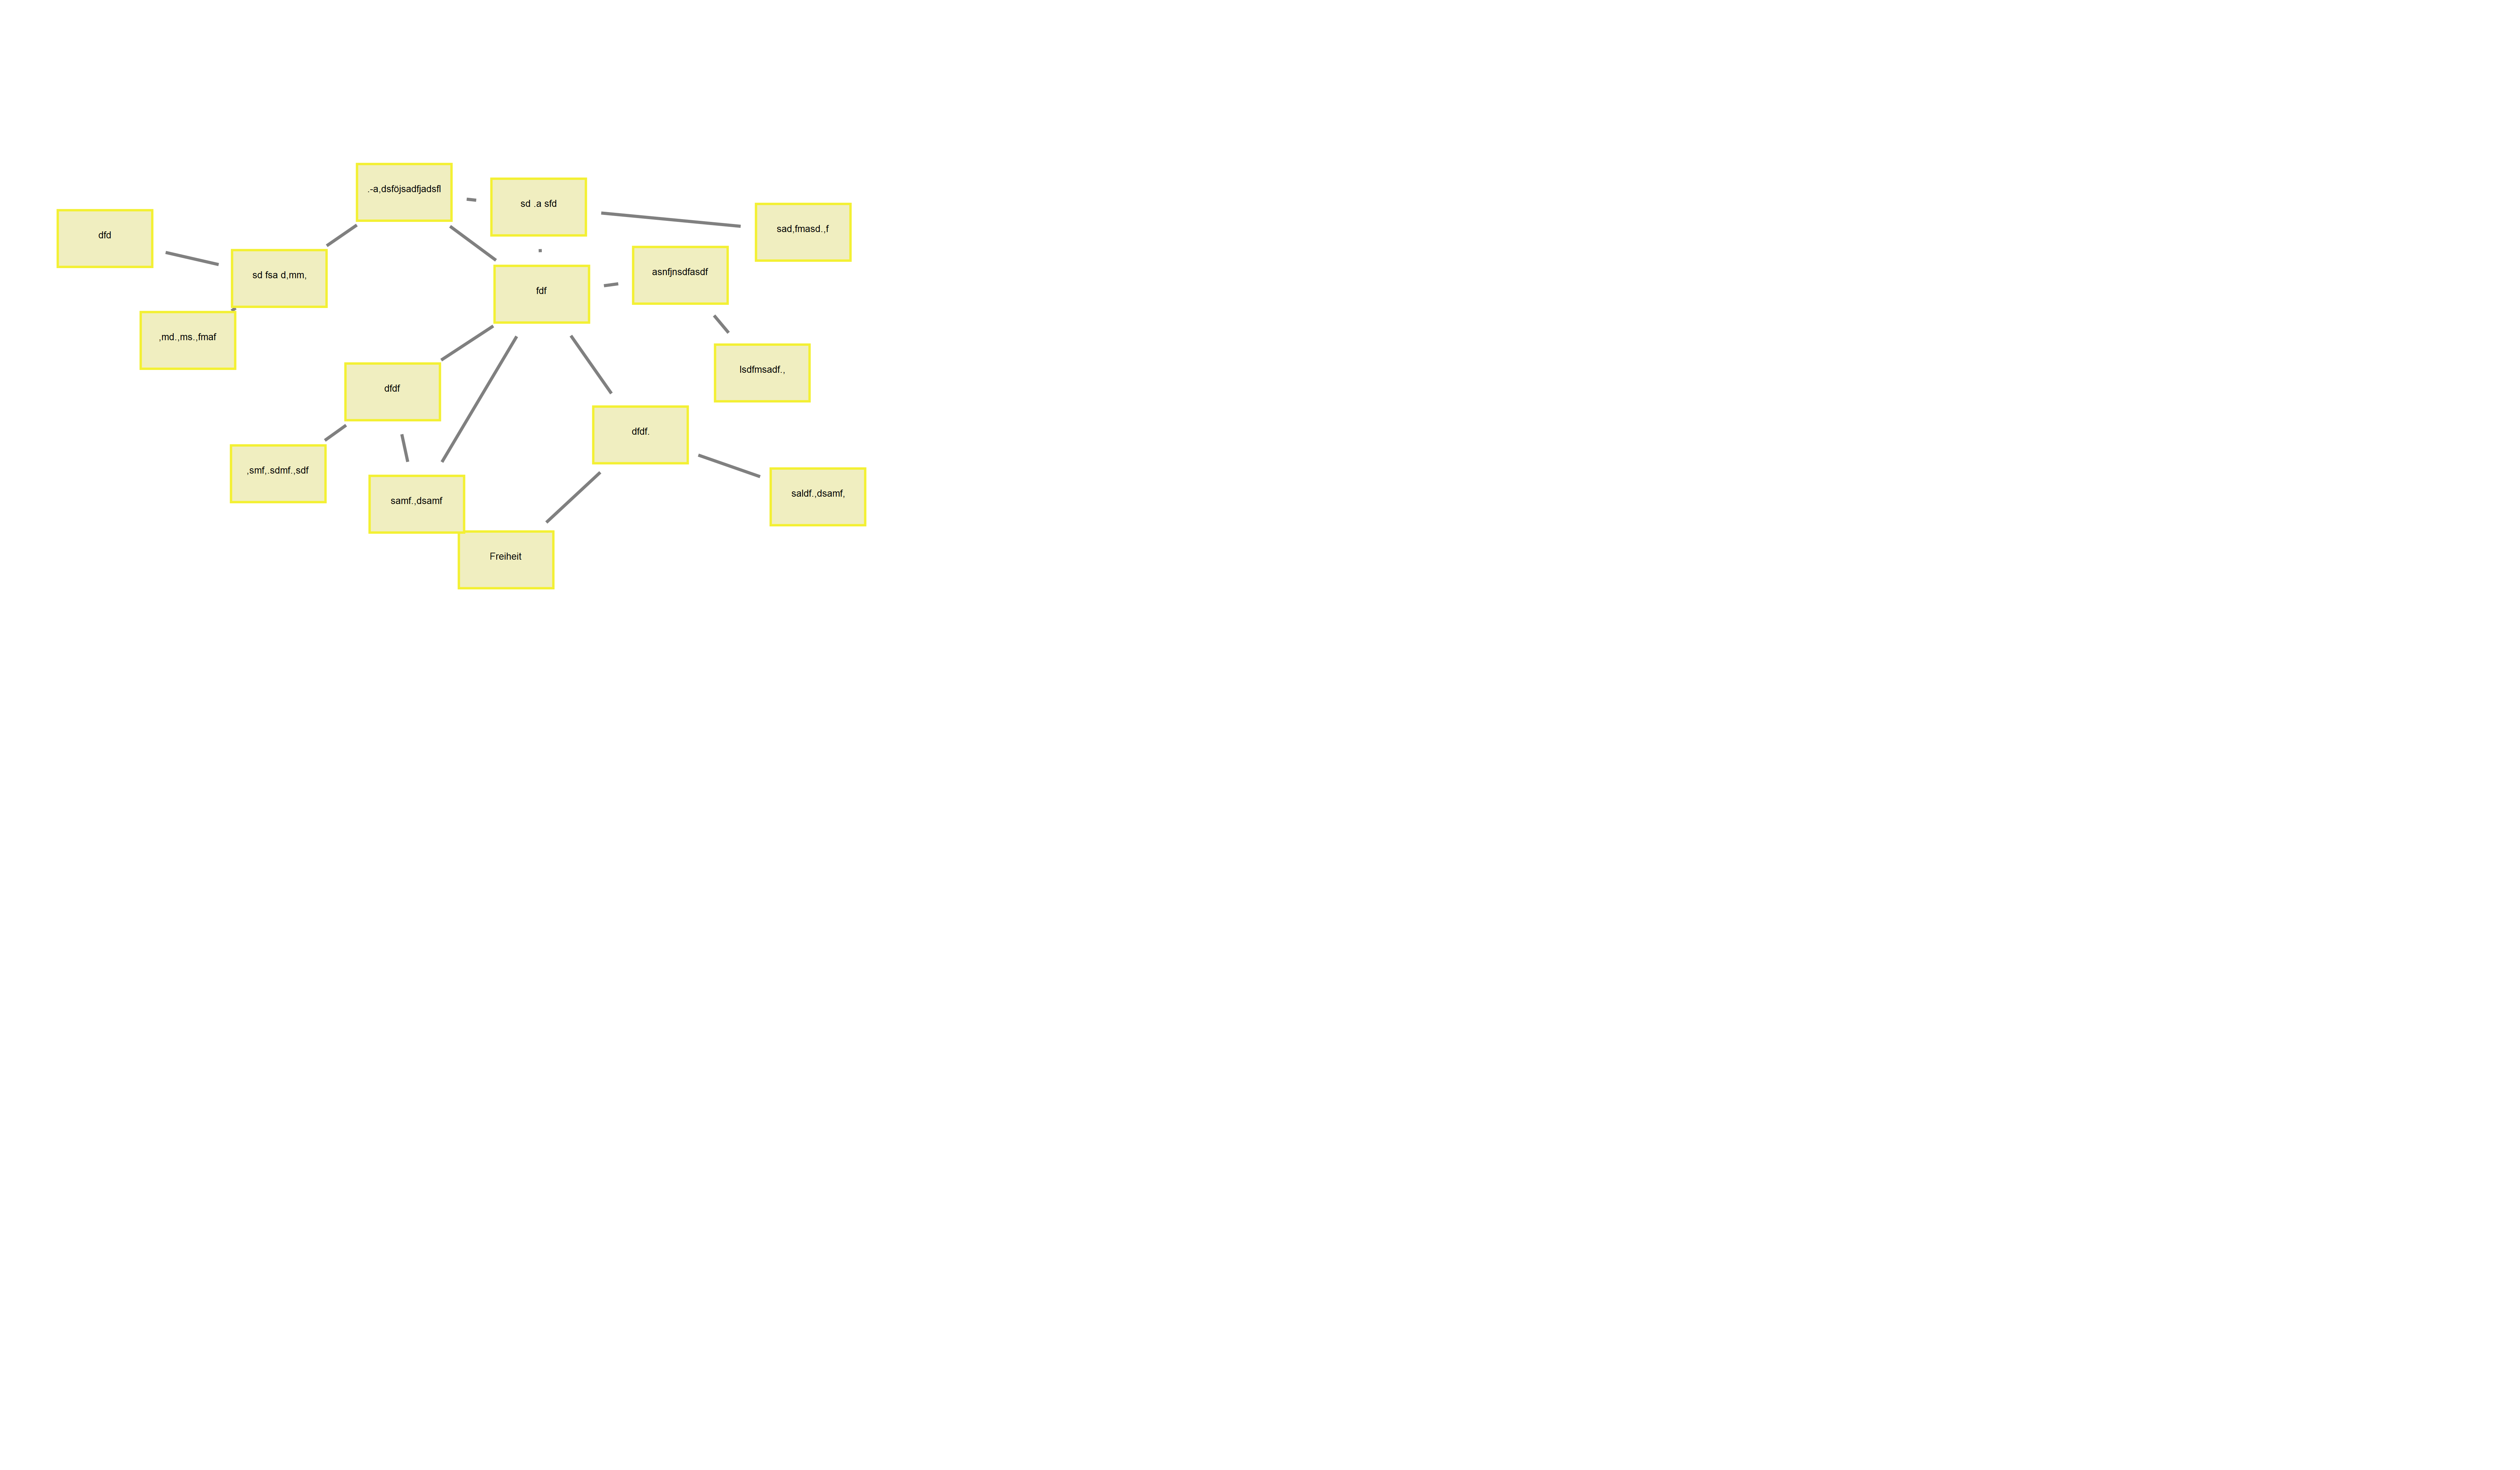 .-a,dsföjsadfjadsfl
sd .a sfd
sad,fmasd.,f
dfd
sd fsa d,mm,
asnfjnsdfasdf
fdf
,md.,ms.,fmaf
lsdfmsadf.,
dfdf
dfdf.
,smf,.sdmf.,sdf
saldf.,dsamf,
samf.,dsamf
Freiheit